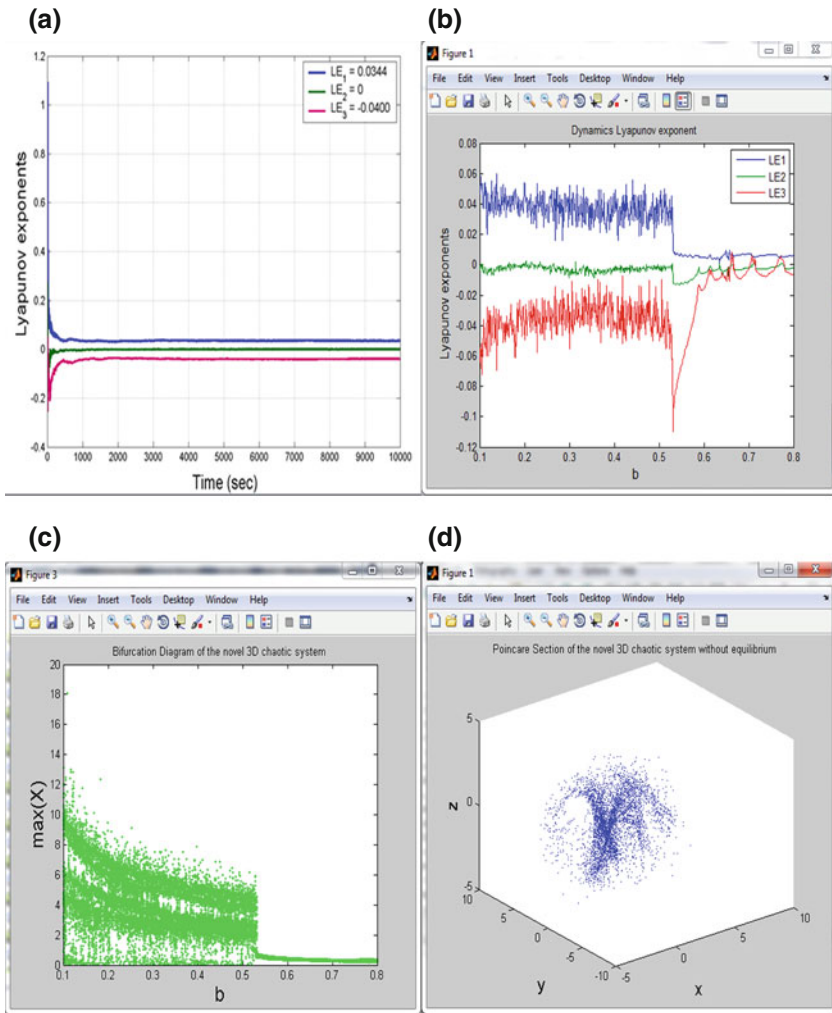 (a)
1.2
1
0.8
0.6
0.4
0.2
0
-0.2
-0.4
Lyapunov exponents
LE1 = 0.0344
LE2 = 0
LE3 = -0.0400
0 1000 2000 3000 4000 5000 6000 7000 8000 9000 10000
Time (sec)
(b)
Figure 1
File Edit View Insert Tools Desktop Window Help
Dynamics Lyapunov exponent
0.08
0.06
0.04
0.02
0
-0.02
-0.04
-0.06
-0.08
-0.1
-0.12
Lyapunov exponents
LE1
LE2
LE3
0.1 0.2 0.3 0.4 0.5 0.6 0.7 0.8
b
(c)
Figure 3
File Edit View Insert Tools Desktop Window Help
Bifurcation Diagram of the novel 3D chaotic system
20
18
16
14
12
10
8
6
4
2
0
max(X)
0.1 0.2 0.3 0.4 0.5 0.6 0.7 0.8
b
(d)
Figure 1
File Edit View Insert Tools Desktop Window Help
Poincare Section of the novel 3D chaotic system without equilibrium
5
0
-5
z
10
5
0
-5
-10
y
-5
0
5
10
x